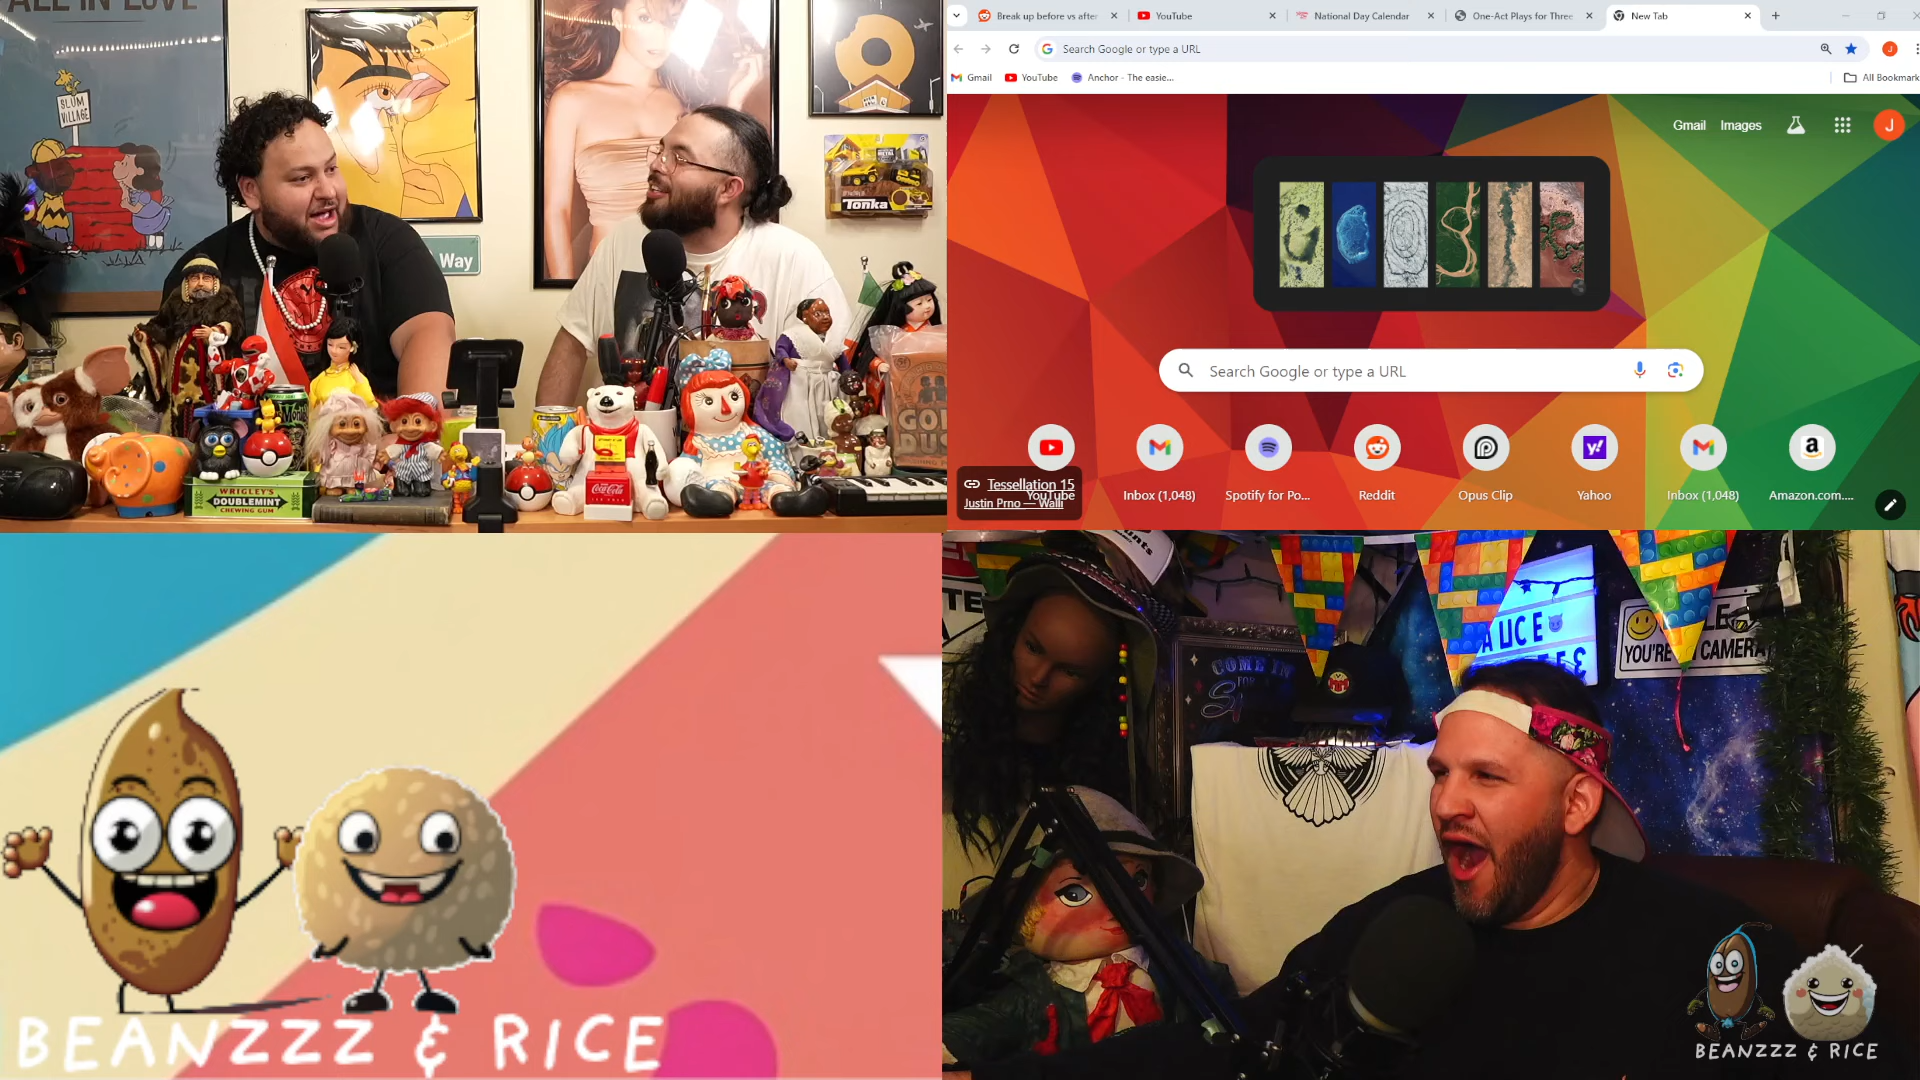 ALL IN LOVE
SLUM
VILLAGE
Way
Tonka
WRIGLEY'S
DOUBLEMINT
CHEWING GUM
Coca-Cola
Break up before vs after
YouTube
National Day Calendar
One-Act Plays for Three
New Tab
Search Google or type a URL
Gmail
YouTube
Anchor - The easie...
All Bookmark
Gmail
Images
J
Search Google or type a URL
Tessellation 15
Justin Prno — Walli
YouTube
Inbox (1,048)
Spotify for Po...
Reddit
Opus Clip
Yahoo
Inbox (1,048)
Amazon.com....
BEANZZZ & RICE
COME IN
FOR A
YOU'RE
CAMERA
BEANZZZ & RICE